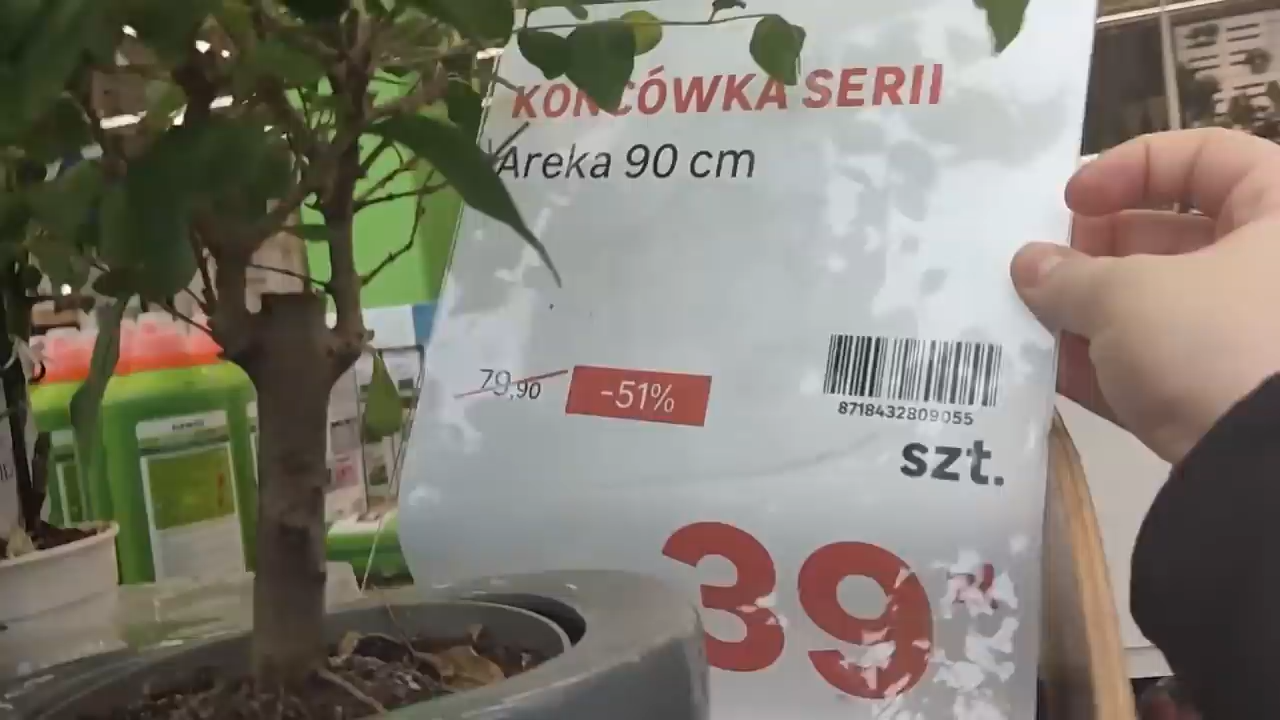 KOŃCÓWKA SERII
Areka 90 cm
79,90
-51%
8718432809055
szt.
39